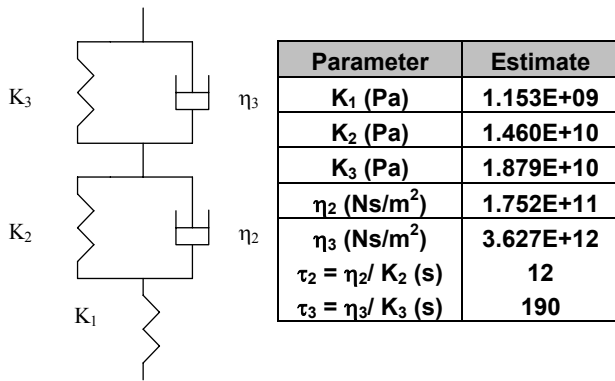 K₃
η₃
K₂
η₂
K₁
Parameter Estimate
K₁ (Pa) 1.153E+09
K₂ (Pa) 1.460E+10
K₃ (Pa) 1.879E+10
η₂ (Ns/m²) 1.752E+11
η₃ (Ns/m²) 3.627E+12
τ₂ = η₂/ K₂ (s) 12
τ₃ = η₃/ K₃ (s) 190